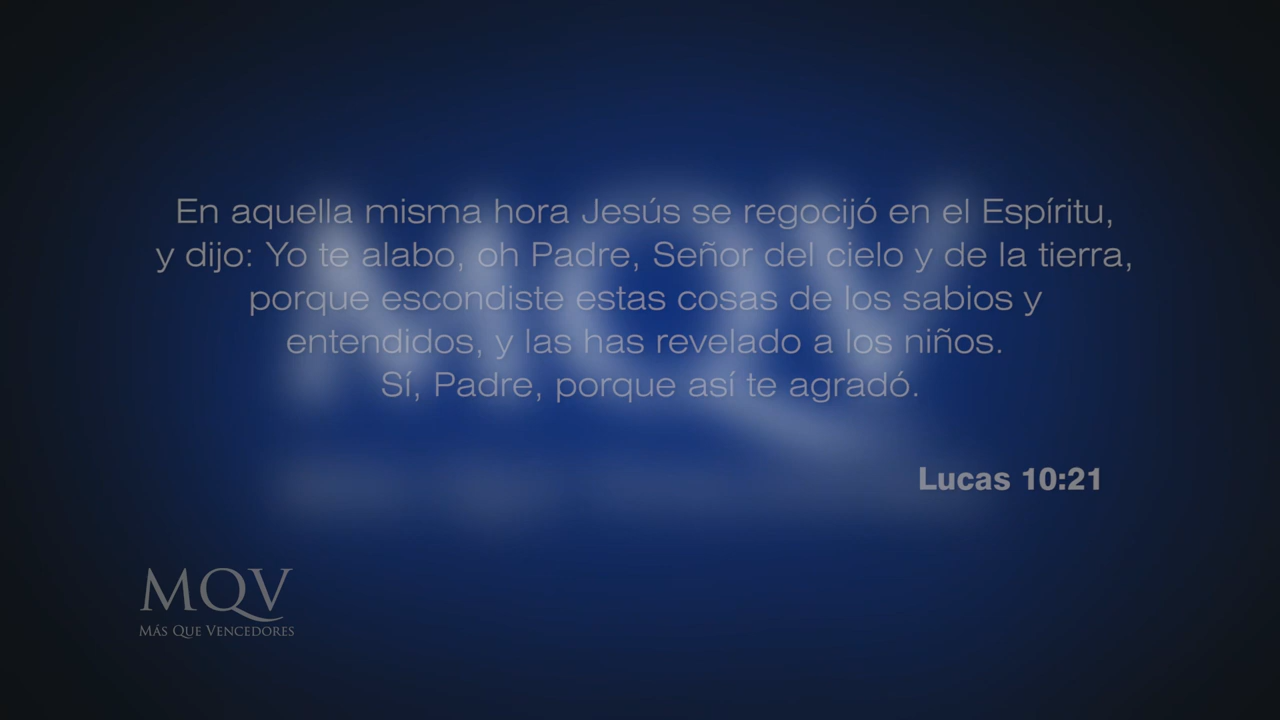 En aquella misma hora Jesús se regocijó en el Espíritu,
y dijo: Yo te alabo, oh Padre, Señor del cielo y de la tierra,
porque escondiste estas cosas de los sabios y
entendidos, y las has revelado a los niños.
Sí, Padre, porque así te agradó.
Lucas 10:21
MQV
MQV
MÁS QUE VENCEDORES